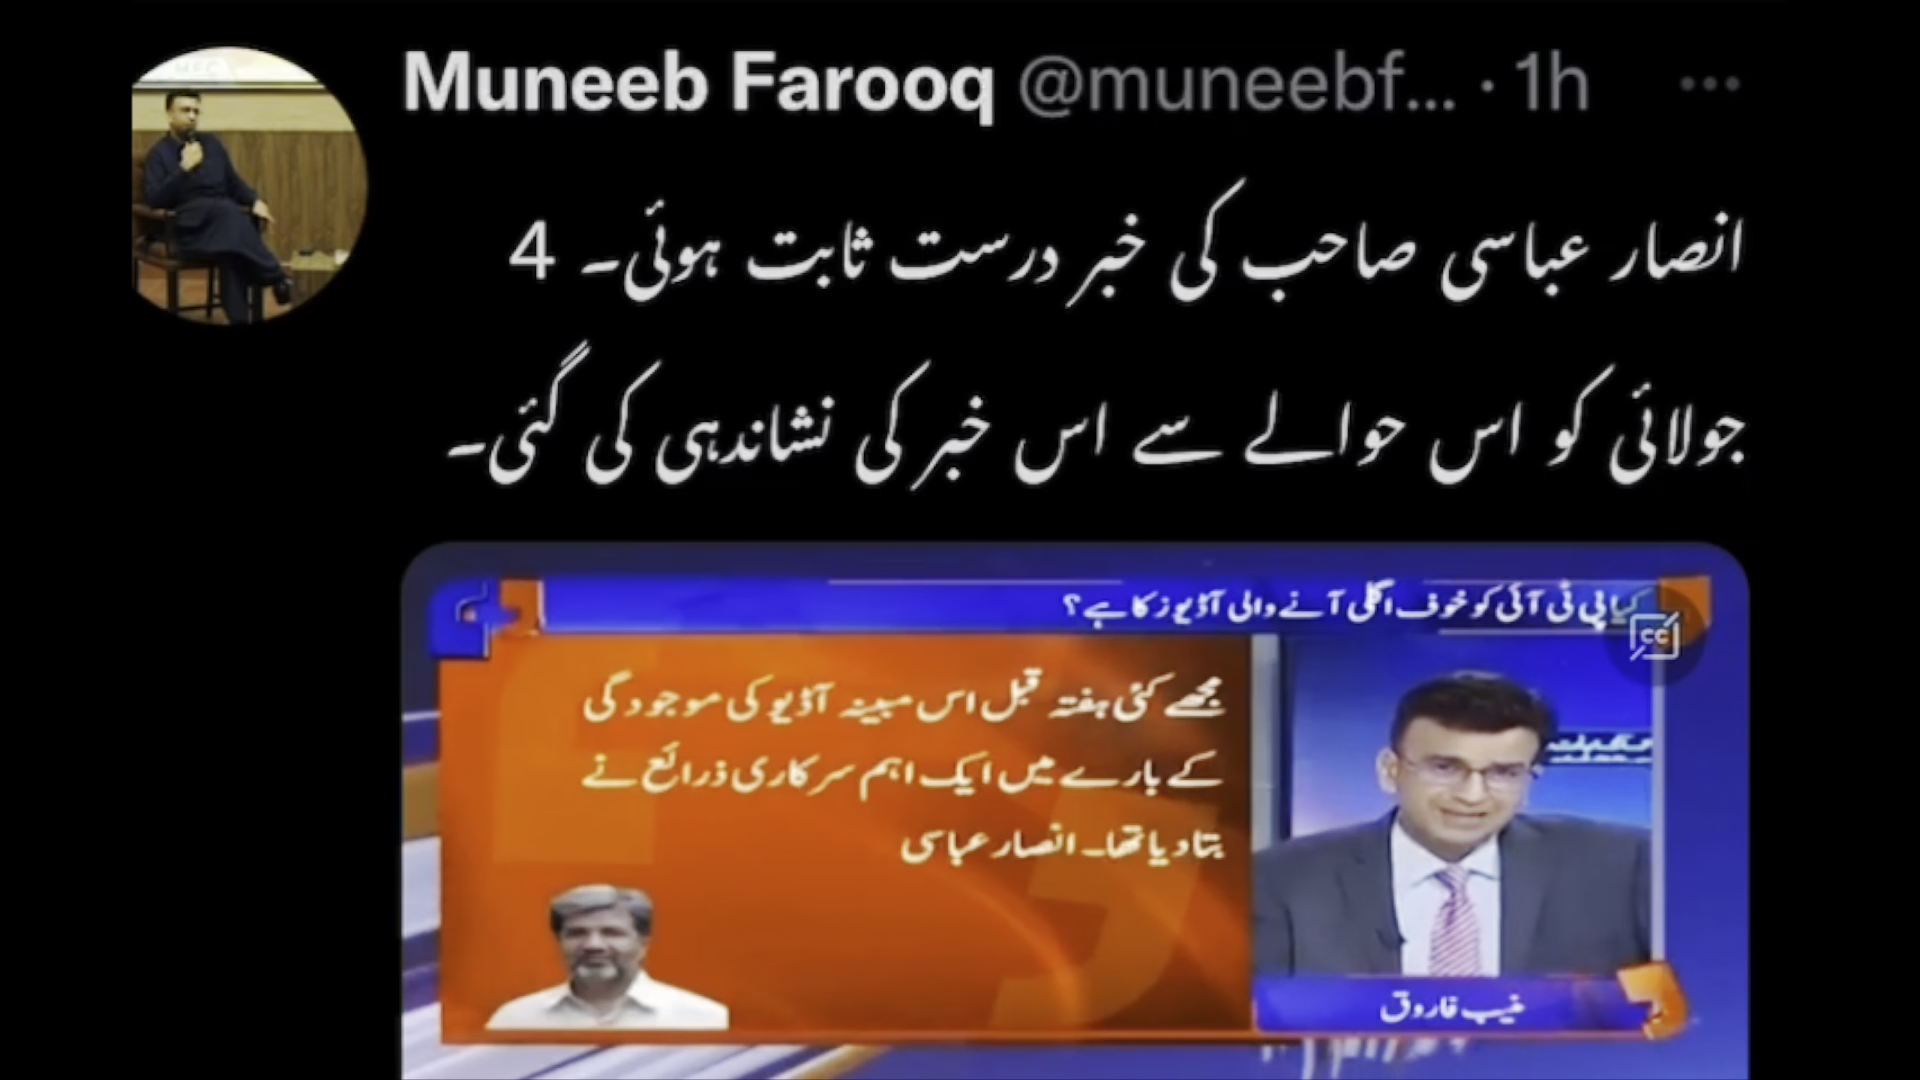 Muneeb Farooq @muneebf... · 1h
انصار عباسی صاحب کی خبر درست ثابت ہوئی۔ 4
جولائی کو اس حوالے سے اس خبر کی نشاندہی کی گئی۔
کیا پی ٹی آئی کو خوف اگلی آنے والی آڈیوز کا ہے؟
CC
مجھے کئی ہفتہ قبل اس مبینہ آڈیو کی موجودگی
کے بارے میں ایک اہم سرکاری ذرائع نے
بتا دیا تھا۔ انصار عباسی
منیب فاروق